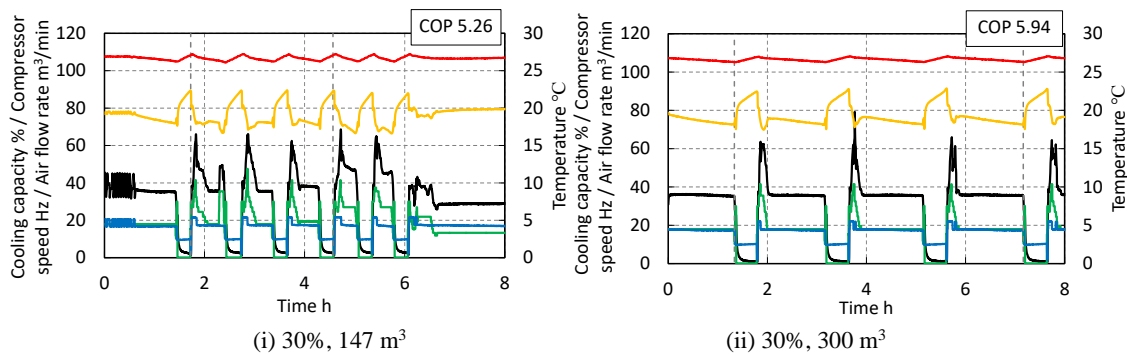 COP 5.26
120
100
80
60
40
20
0
30
25
20
15
10
5
0
0 2 4 6 8
Cooling capacity % / Compressor
speed Hz / Air flow rate m³/min
Temperature ℃
Time h
(i) 30%, 147 m³
COP 5.94
120
100
80
60
40
20
0
30
25
20
15
10
5
0
0 2 4 6 8
Cooling capacity % / Compressor
speed Hz / Air flow rate m³/min
Temperature ℃
Time h
(ii) 30%, 300 m³